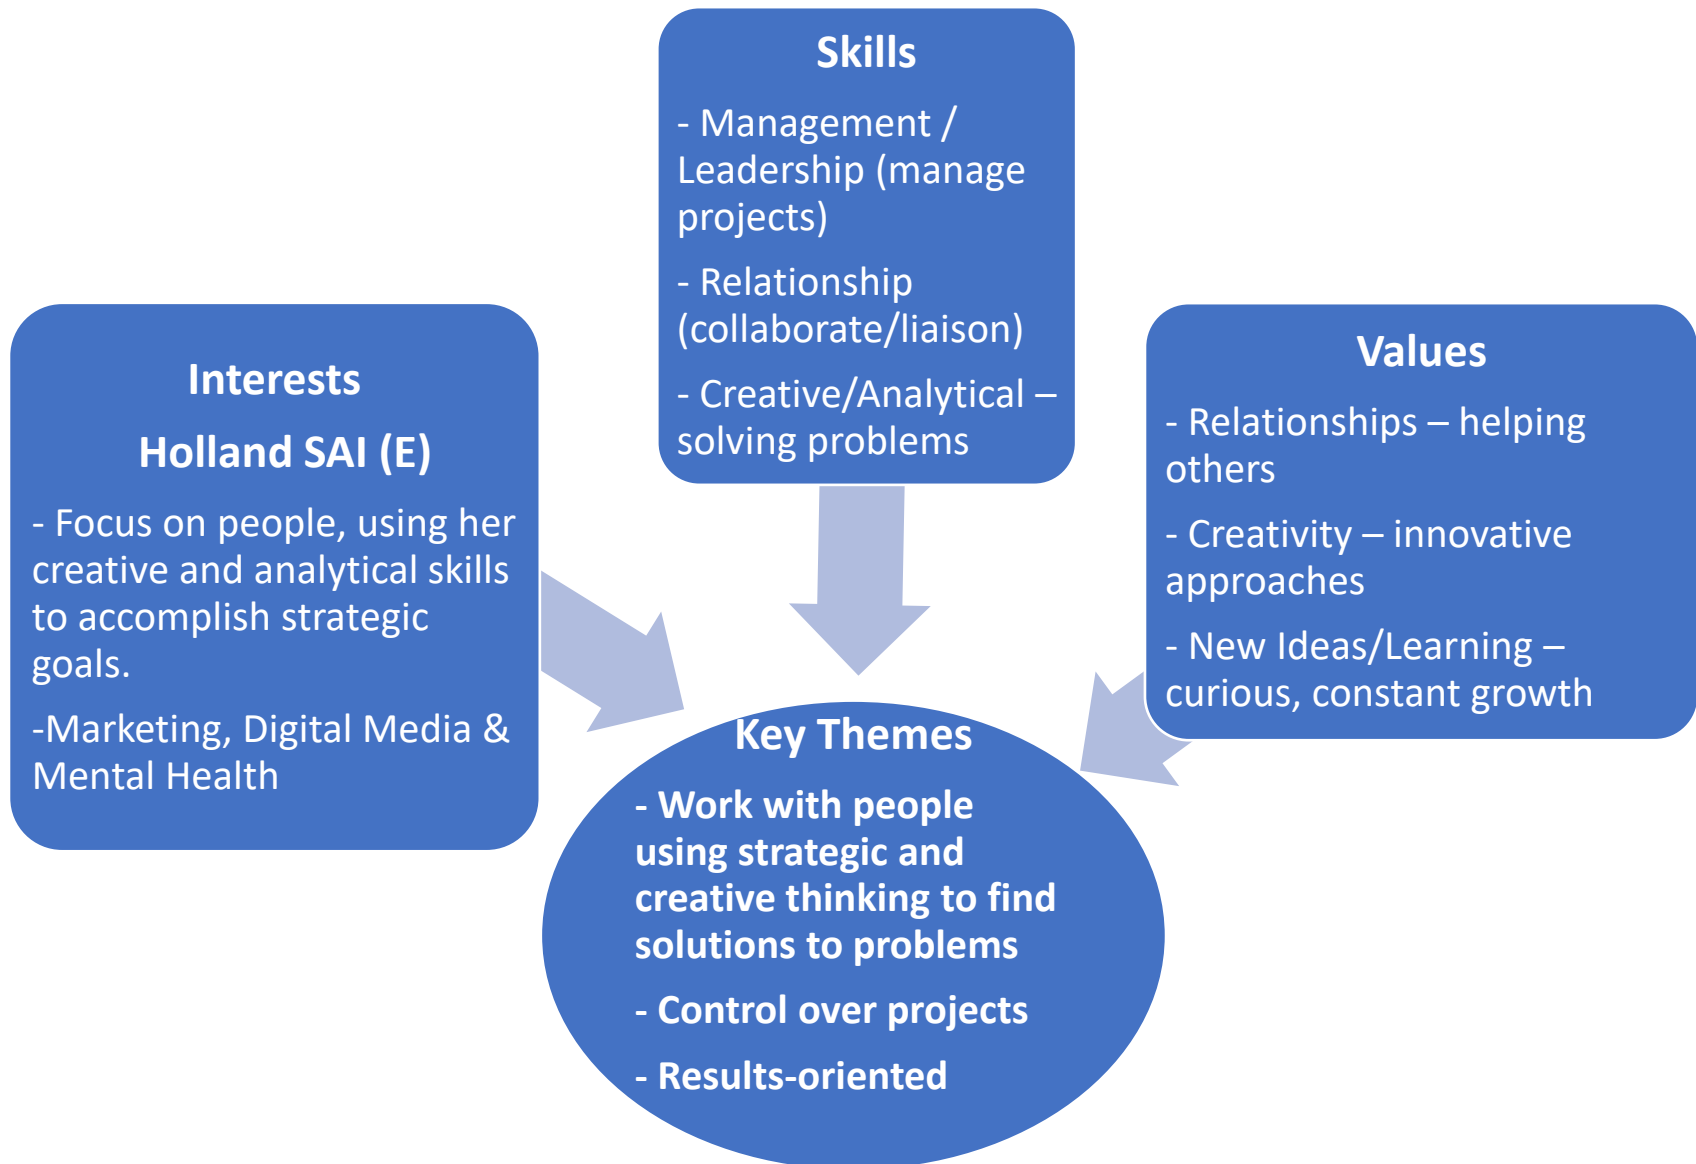 Skills
- Management /
Leadership (manage
projects)
- Relationship
(collaborate/liaison)
- Creative/Analytical –
solving problems
Interests
Holland SAI (E)
- Focus on people, using her
creative and analytical skills
to accomplish strategic
goals.
-Marketing, Digital Media &
Mental Health
Values
- Relationships – helping
others
- Creativity – innovative
approaches
- New Ideas/Learning –
curious, constant growth
Key Themes
- Work with people
using strategic and
creative thinking to find
solutions to problems
- Control over projects
- Results-oriented